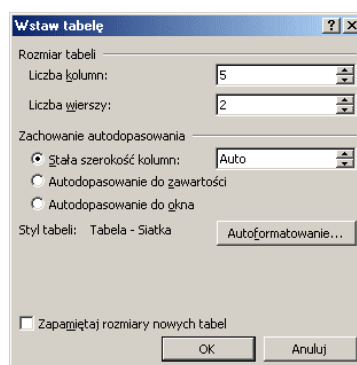 Wstaw tabelę
Rozmiar tabeli
Liczba kolumn: 5
Liczba wierszy: 2
Zachowanie autodopasowania
Stała szerokość kolumn: Auto
Autodopasowanie do zawartości
Autodopasowanie do okna
Styl tabeli: Tabela - Siatka Autoformatowanie...
Zapamiętaj rozmiary nowych tabel
OK Anuluj